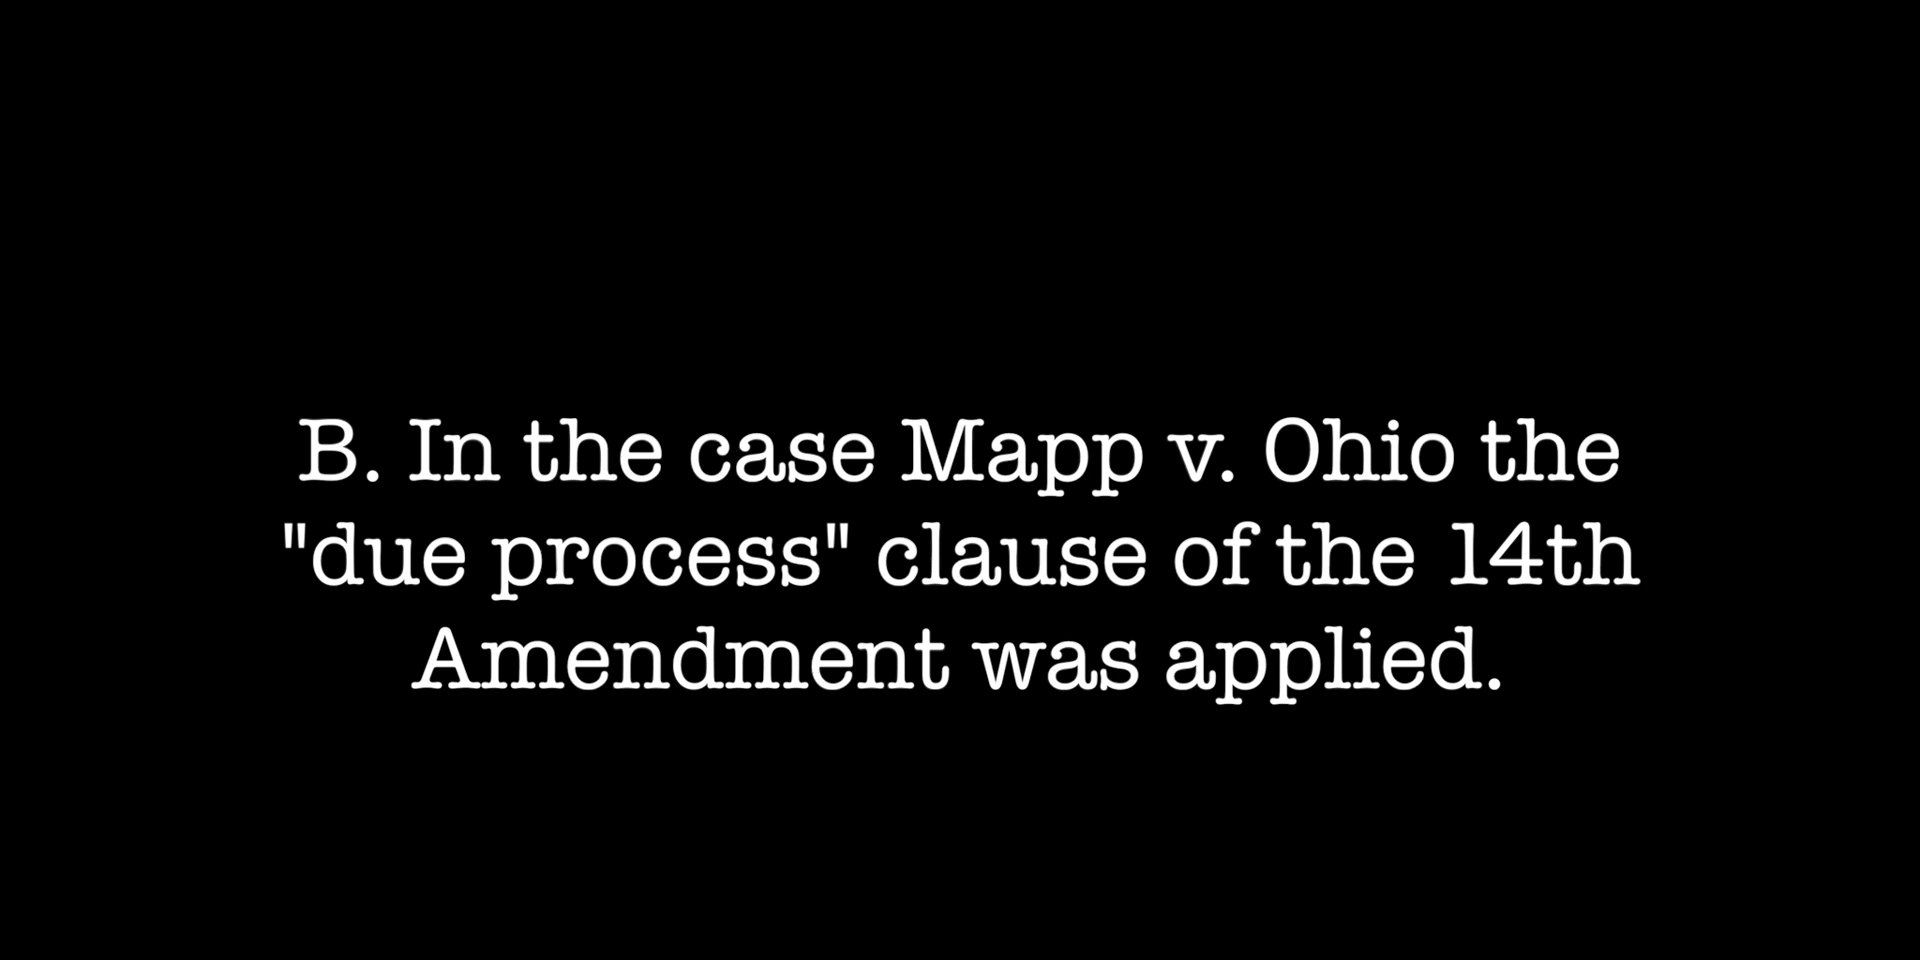 B. In the case Mapp v. Ohio the
"due process" clause of the 14th
Amendment was applied.